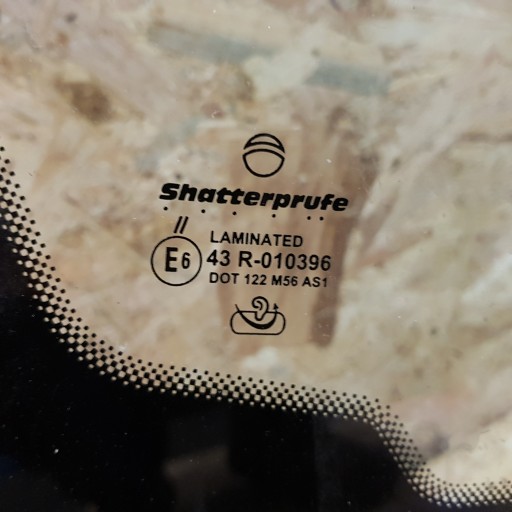 Shatterprufe
//
LAMINATED
E6 43 R-010396
DOT 122 M56 AS1